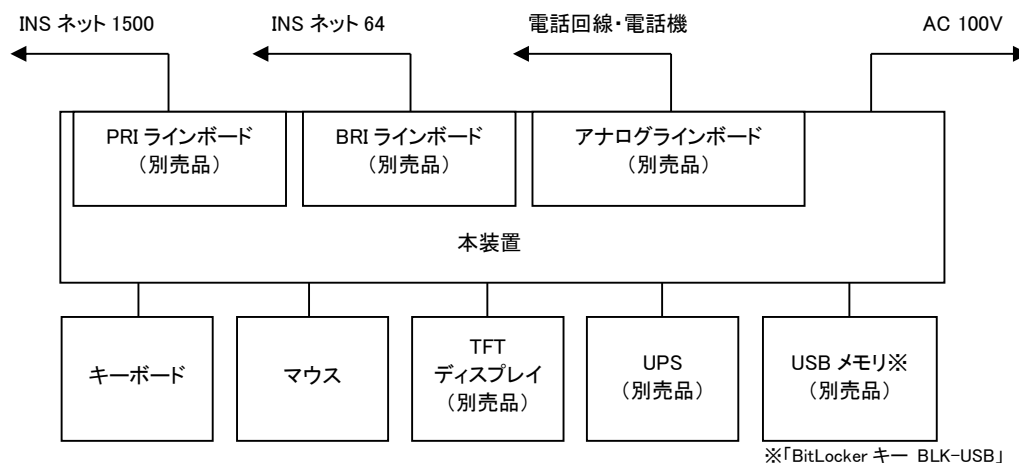 INS ネット 1500
INS ネット 64
電話回線・電話機
AC 100V
PRI ラインボード
（別売品）
BRI ラインボード
（別売品）
アナログラインボード
（別売品）
本装置
キーボード
マウス
TFT
ディスプレイ
（別売品）
UPS
（別売品）
USB メモリ※
（別売品）
※「BitLocker キー BLK-USB」